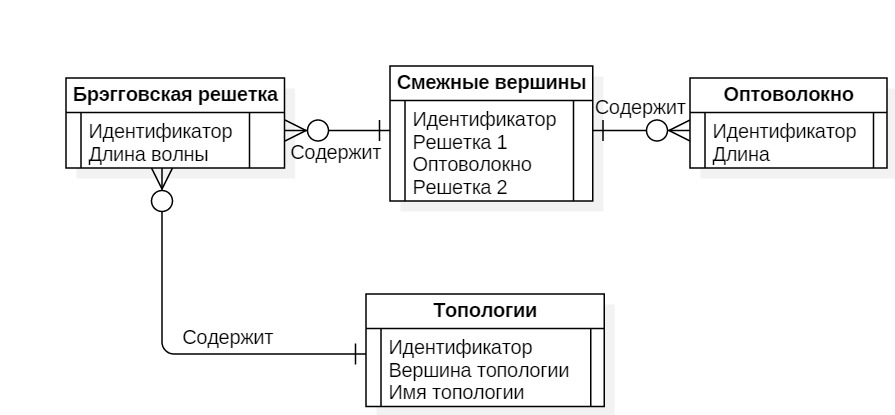 Брэгговская решетка
Идентификатор
Длина волны
Содержит
Смежные вершины
Идентификатор
Решетка 1
Оптоволокно
Решетка 2
Содержит
Оптоволокно
Идентификатор
Длина
Содержит
Топологии
Идентификатор
Вершина топологии
Имя топологии